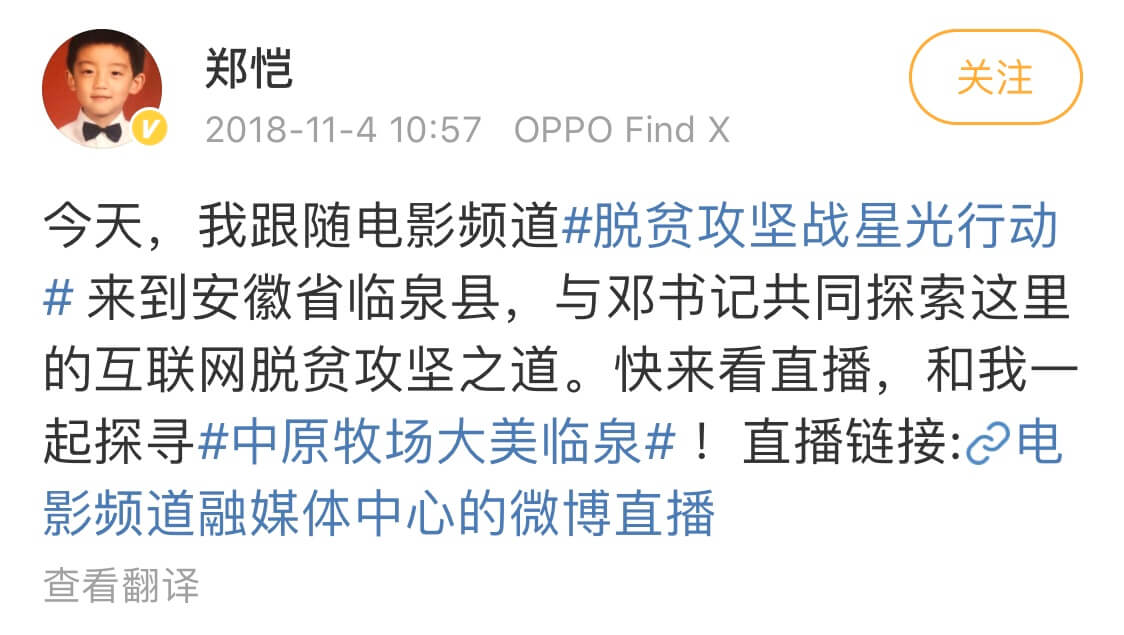 郑恺
关注
2018-11-4 10:57 OPPO Find X
今天，我跟随电影频道#脱贫攻坚战星光行动
# 来到安徽省临泉县，与邓书记共同探索这里
的互联网脱贫攻坚之道。快来看直播，和我一
起探寻#中原牧场大美临泉#！直播链接:电
影频道融媒体中心的微博直播
查看翻译